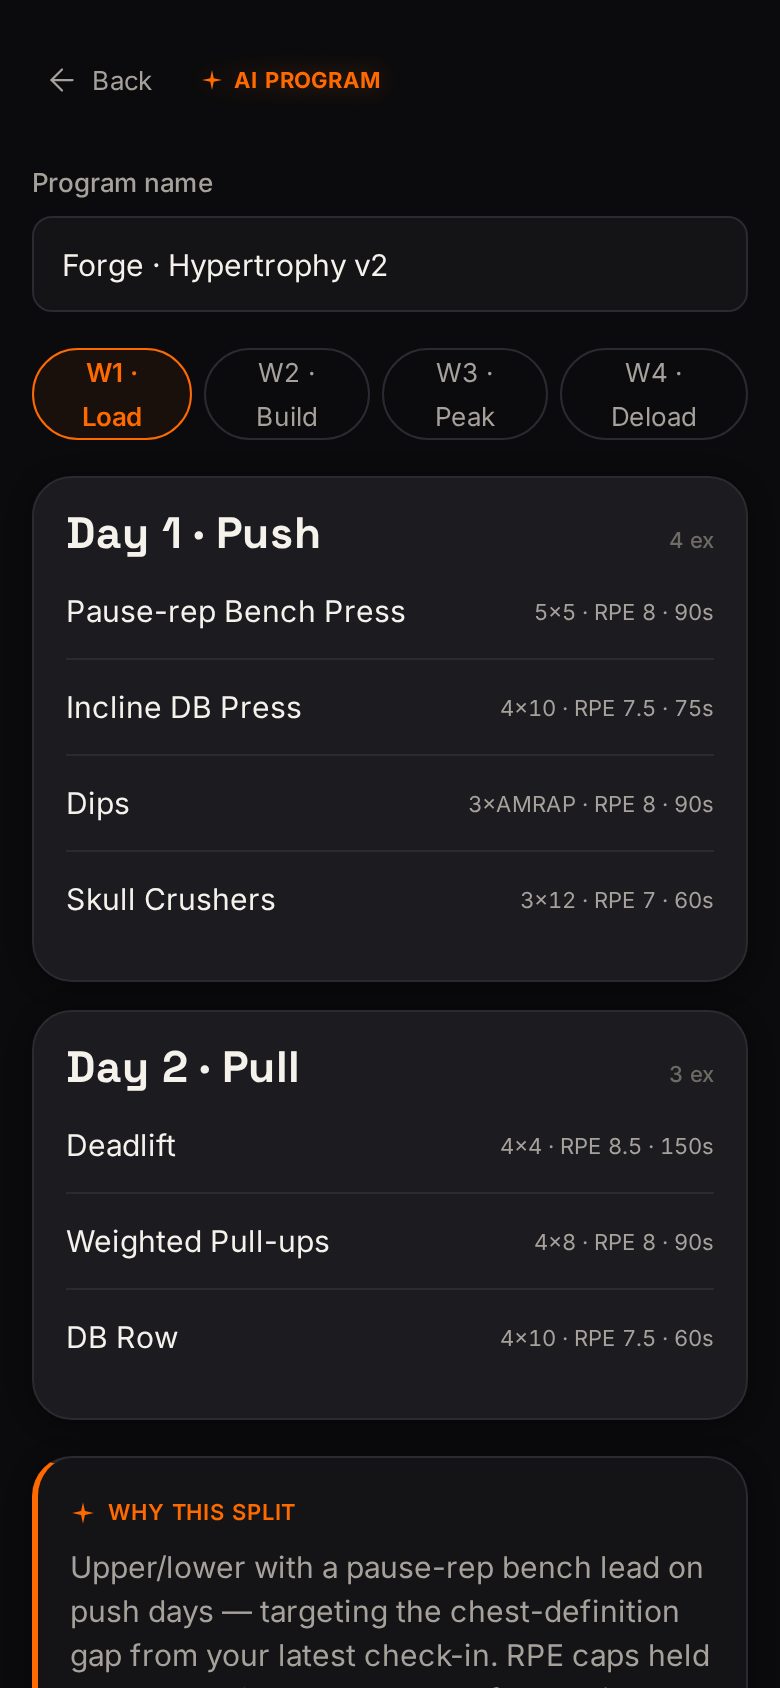 Back
AI PROGRAM
Program name
Forge · Hypertrophy v2
W1 ·
Load
W2 ·
Build
W3 ·
Peak
W4 ·
Deload
Day 1 · Push
4 ex
Pause-rep Bench Press
5×5 · RPE 8 · 90s
Incline DB Press
4×10 · RPE 7.5 · 75s
Dips
3×AMRAP · RPE 8 · 90s
Skull Crushers
3×12 · RPE 7 · 60s
Day 2 · Pull
3 ex
Deadlift
4×4 · RPE 8.5 · 150s
Weighted Pull-ups
4×8 · RPE 8 · 90s
DB Row
4×10 · RPE 7.5 · 60s
WHY THIS SPLIT
Upper/lower with a pause-rep bench lead on
push days — targeting the chest-definition
gap from your latest check-in. RPE caps held